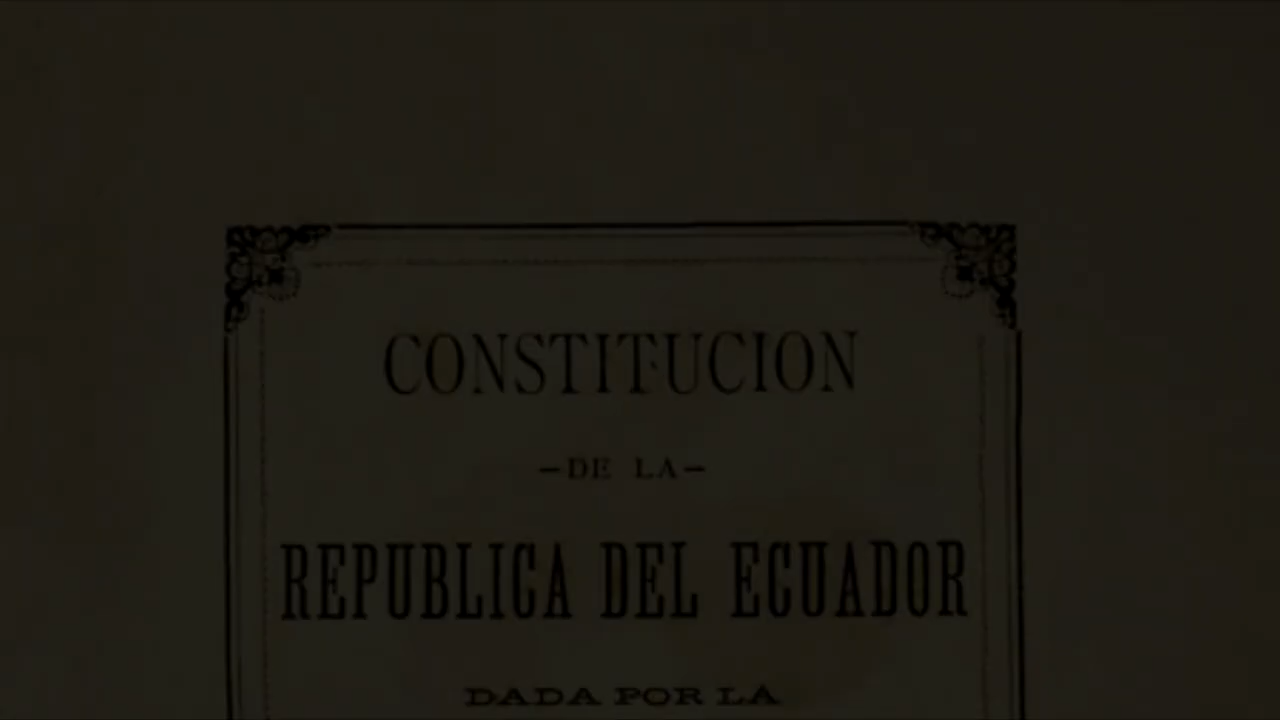 CONSTITUCION
-DE LA-
REPUBLICA DEL ECUADOR
DADA POR LA